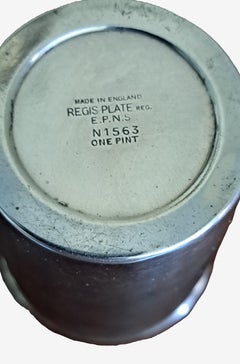 MADE IN ENGLAND
REGIS PLATE REG.
E.P.N.S
N1563
ONE PINT